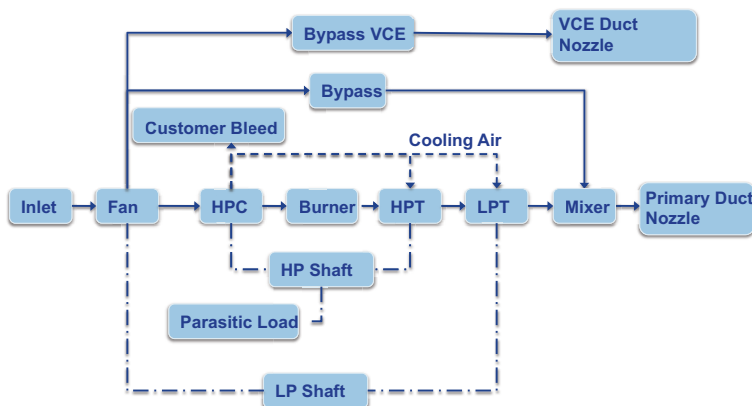 Bypass VCE
VCE Duct
Nozzle
Bypass
Customer Bleed
Cooling Air
Inlet
Fan
HPC
Burner
HPT
LPT
Mixer
Primary Duct
Nozzle
HP Shaft
Parasitic Load
LP Shaft